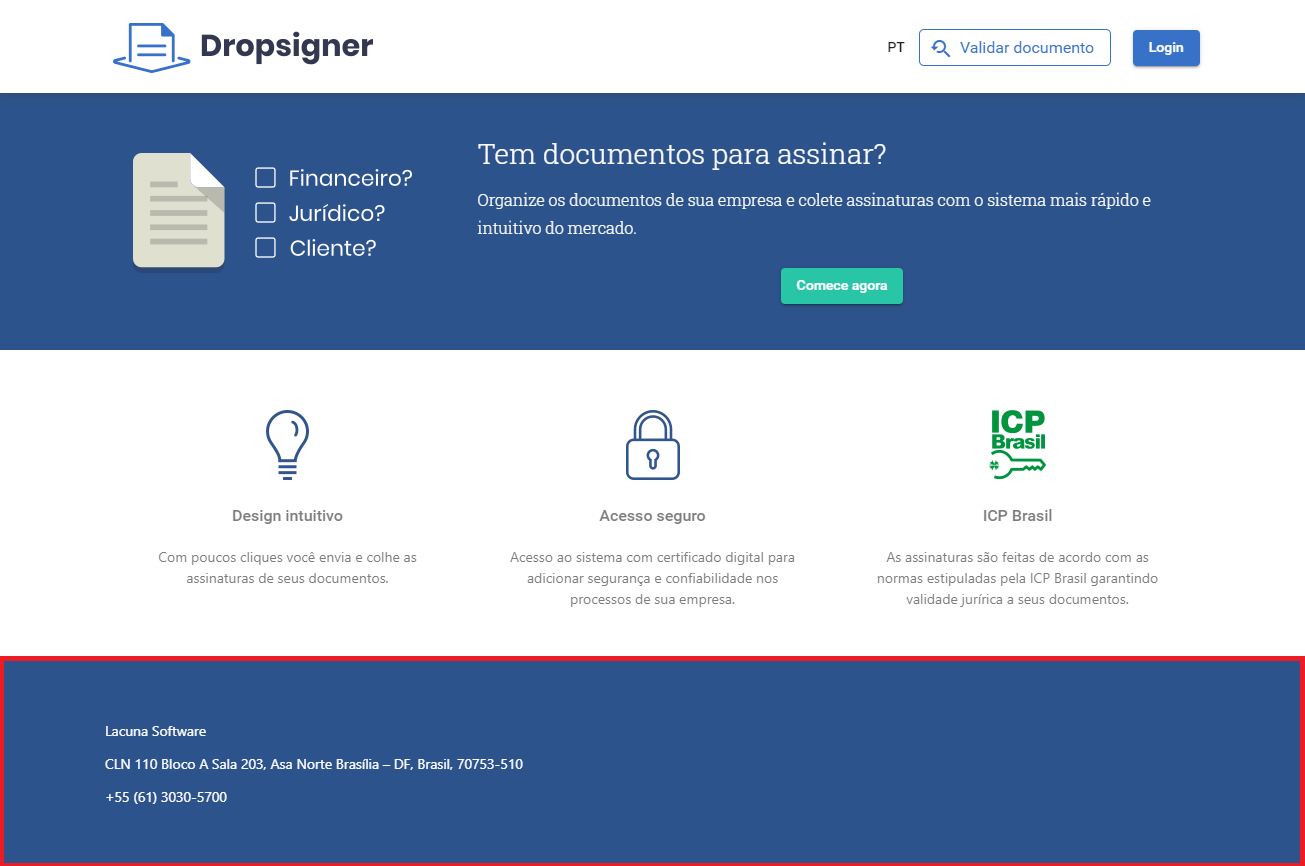 Dropsigner
PT
Validar documento
Login
Financeiro?
Jurídico?
Cliente?
Tem documentos para assinar?
Organize os documentos de sua empresa e colete assinaturas com o sistema mais rápido e
intuitivo do mercado.
Comece agora
Design intuitivo
Com poucos cliques você envia e colhe as
assinaturas de seus documentos.
Acesso seguro
Acesso ao sistema com certificado digital para
adicionar segurança e confiabilidade nos
processos de sua empresa.
ICP
Brasil
ICP Brasil
As assinaturas são feitas de acordo com as
normas estipuladas pela ICP Brasil garantindo
validade jurírica a seus documentos.
Lacuna Software
CLN 110 Bloco A Sala 203, Asa Norte Brasília – DF, Brasil, 70753-510
+55 (61) 3030-5700